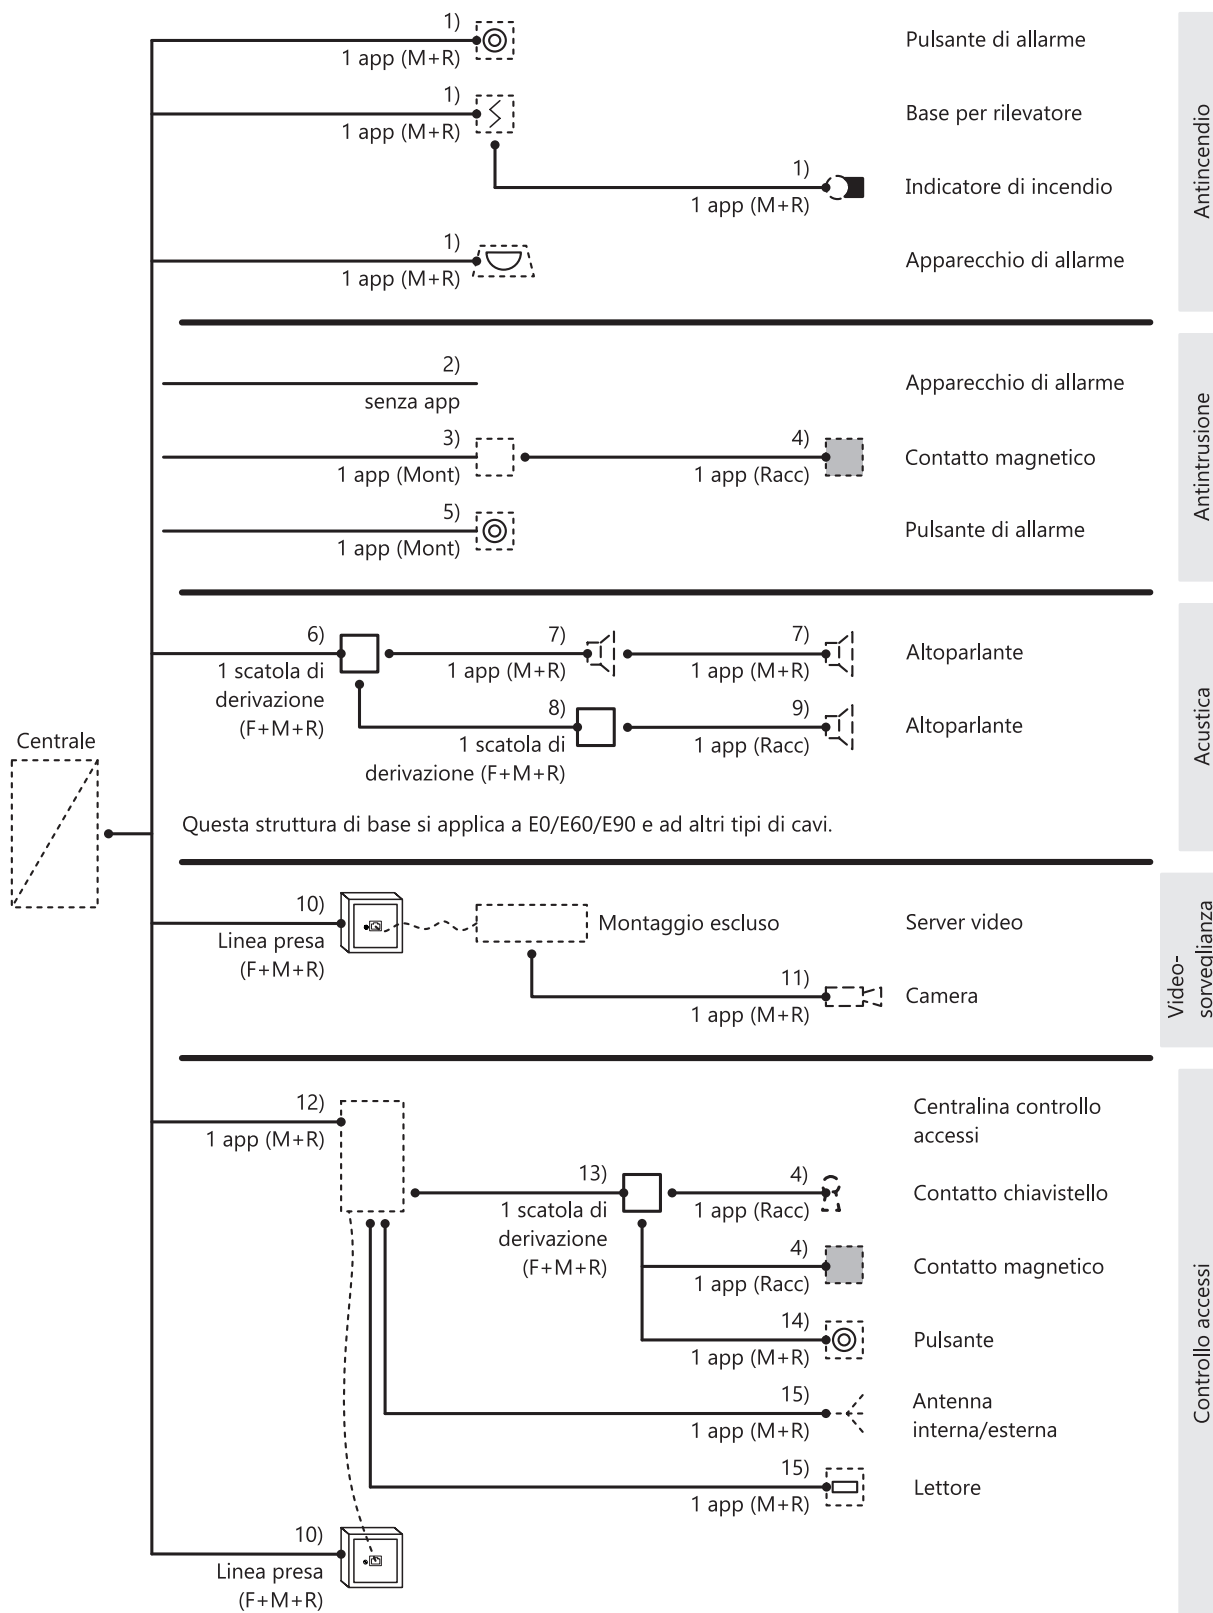 1)
1 app (M+R)
Pulsante di allarme
1)
1 app (M+R)
Base per rilevatore
1)
1 app (M+R)
Indicatore di incendio
1)
1 app (M+R)
Apparecchio di allarme
Antincendio
2)
senza app
Apparecchio di allarme
3)
1 app (Mont)
4)
1 app (Racc)
Contatto magnetico
5)
1 app (Mont)
Pulsante di allarme
Antintrusione
6)
1 scatola di
derivazione
(F+M+R)
7)
1 app (M+R)
7)
1 app (M+R)
Altoparlante
8)
1 scatola di
derivazione (F+M+R)
9)
1 app (Racc)
Altoparlante
Acustica
Centrale
Questa struttura di base si applica a E0/E60/E90 e ad altri tipi di cavi.
10)
Linea presa
(F+M+R)
Montaggio escluso
Server video
11)
1 app (M+R)
Camera
Video-
sorveglianza
12)
1 app (M+R)
Centralina controllo
accessi
13)
1 scatola di
derivazione
(F+M+R)
4)
1 app (Racc)
Contatto chiavistello
4)
1 app (Racc)
Contatto magnetico
14)
1 app (M+R)
Pulsante
15)
1 app (M+R)
Antenna
interna/esterna
15)
1 app (M+R)
Lettore
Controllo accessi
10)
Linea presa
(F+M+R)